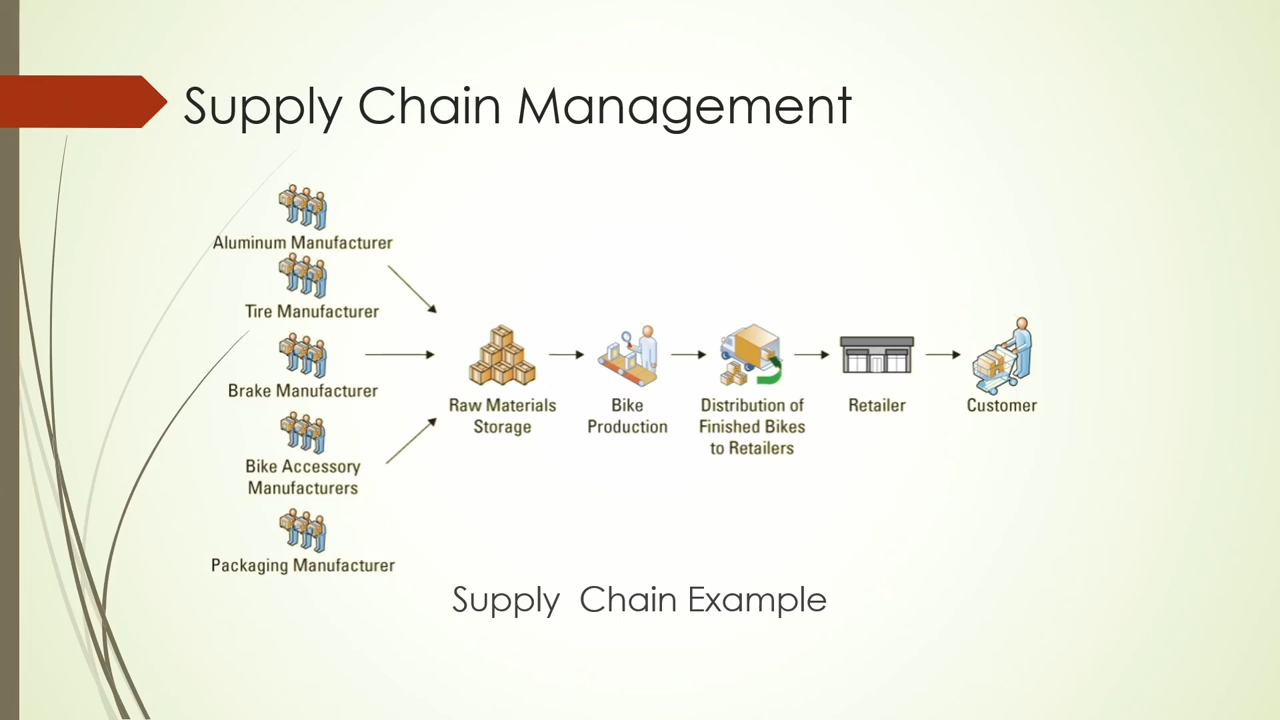 Supply Chain Management
Aluminum Manufacturer
Tire Manufacturer
Brake Manufacturer
Bike Accessory
Manufacturers
Packaging Manufacturer
Raw Materials
Storage
Bike
Production
Distribution of
Finished Bikes
to Retailers
Retailer
Customer
Supply Chain Example